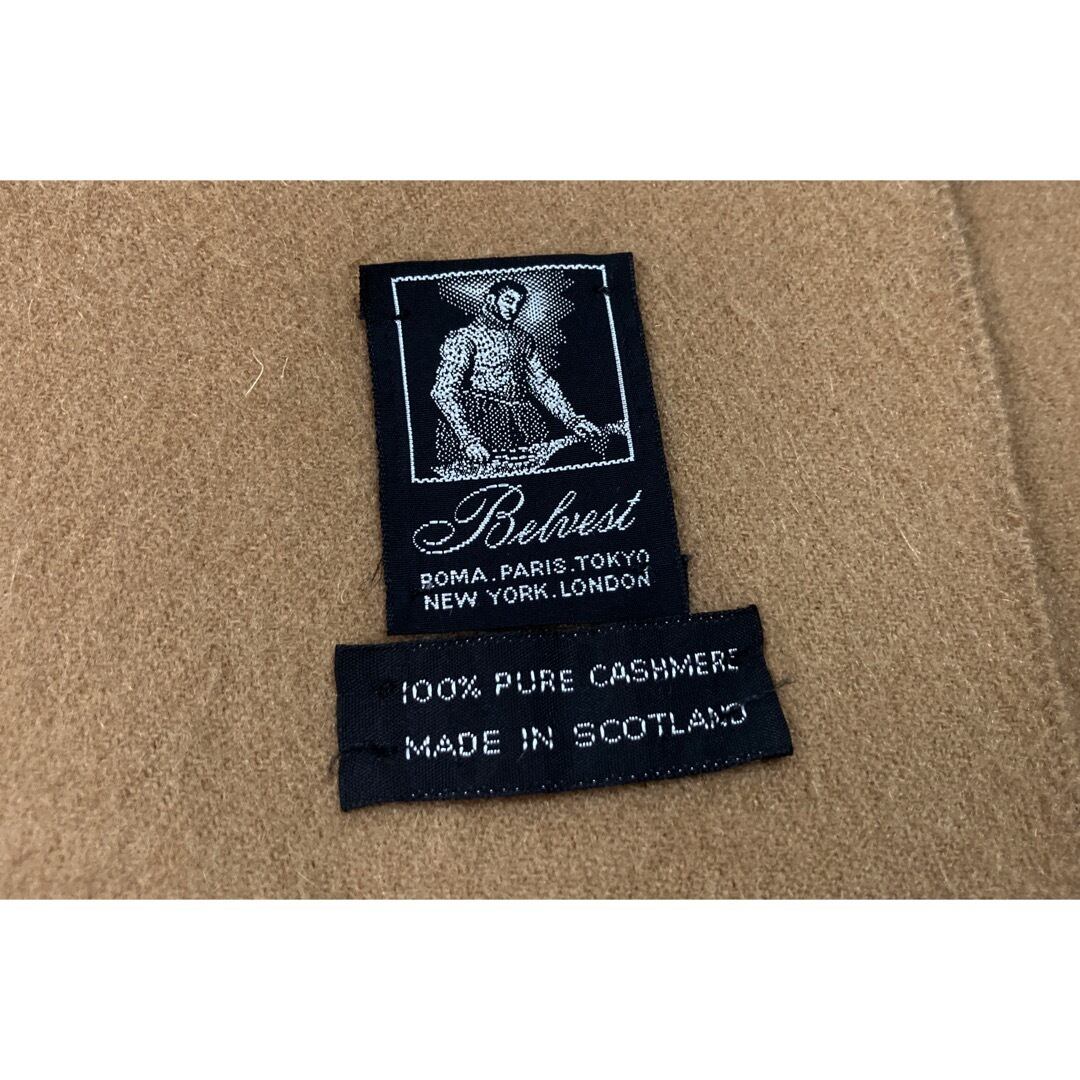 Belvest
ROMA.PARIS.TOKYO
NEW YORK.LONDON
100% PURE CASHMERE
MADE IN SCOTLAND